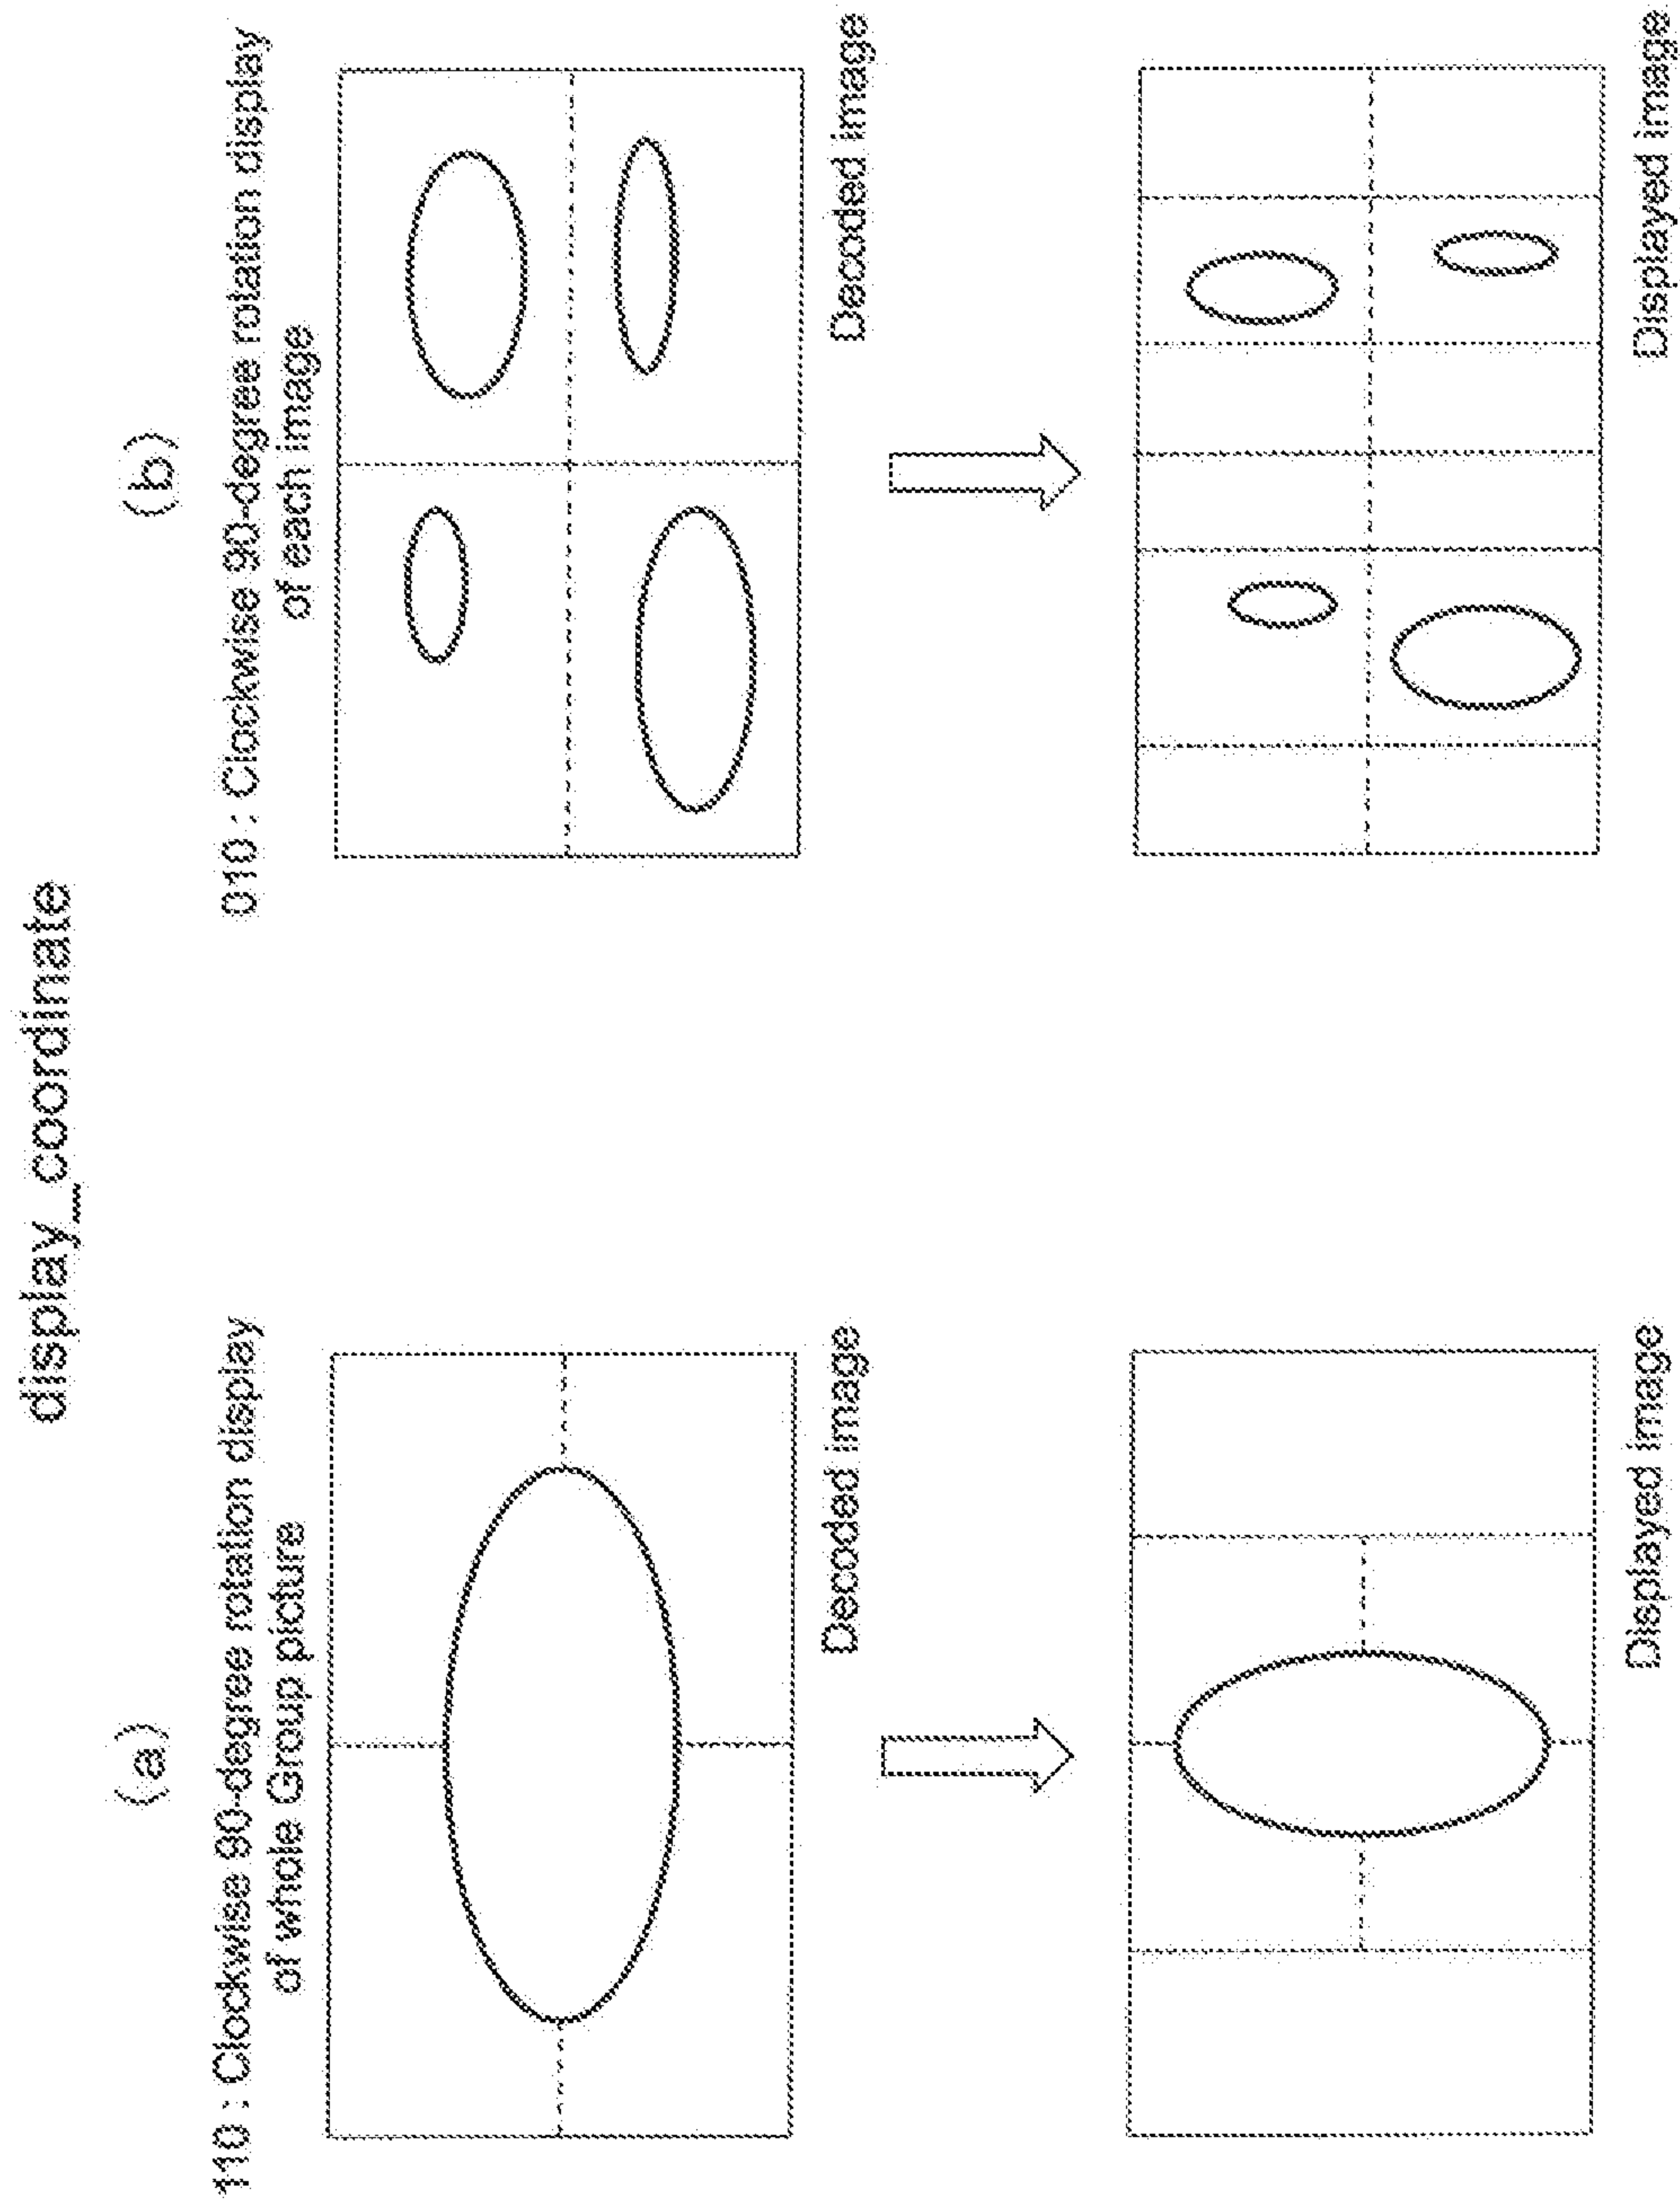 display_coordinate
(a)
110 : Clockwise 90-degree rotation display
of whole Group picture
Decoded image
Displayed image
(b)
010 : Clockwise 90-degree rotation display
of each image
Decoded image
Displayed image